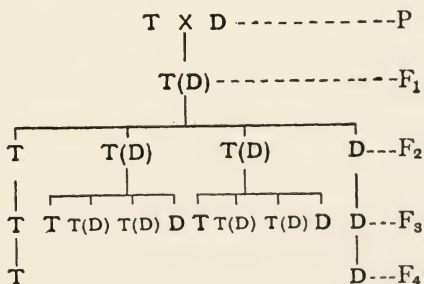 T X D ---------- P
T(D) ---------- F₁
T T(D) T(D) D --- F₂
T T T(D) T(D) D T T(D) T(D) D D --- F₃
T D --- F₄